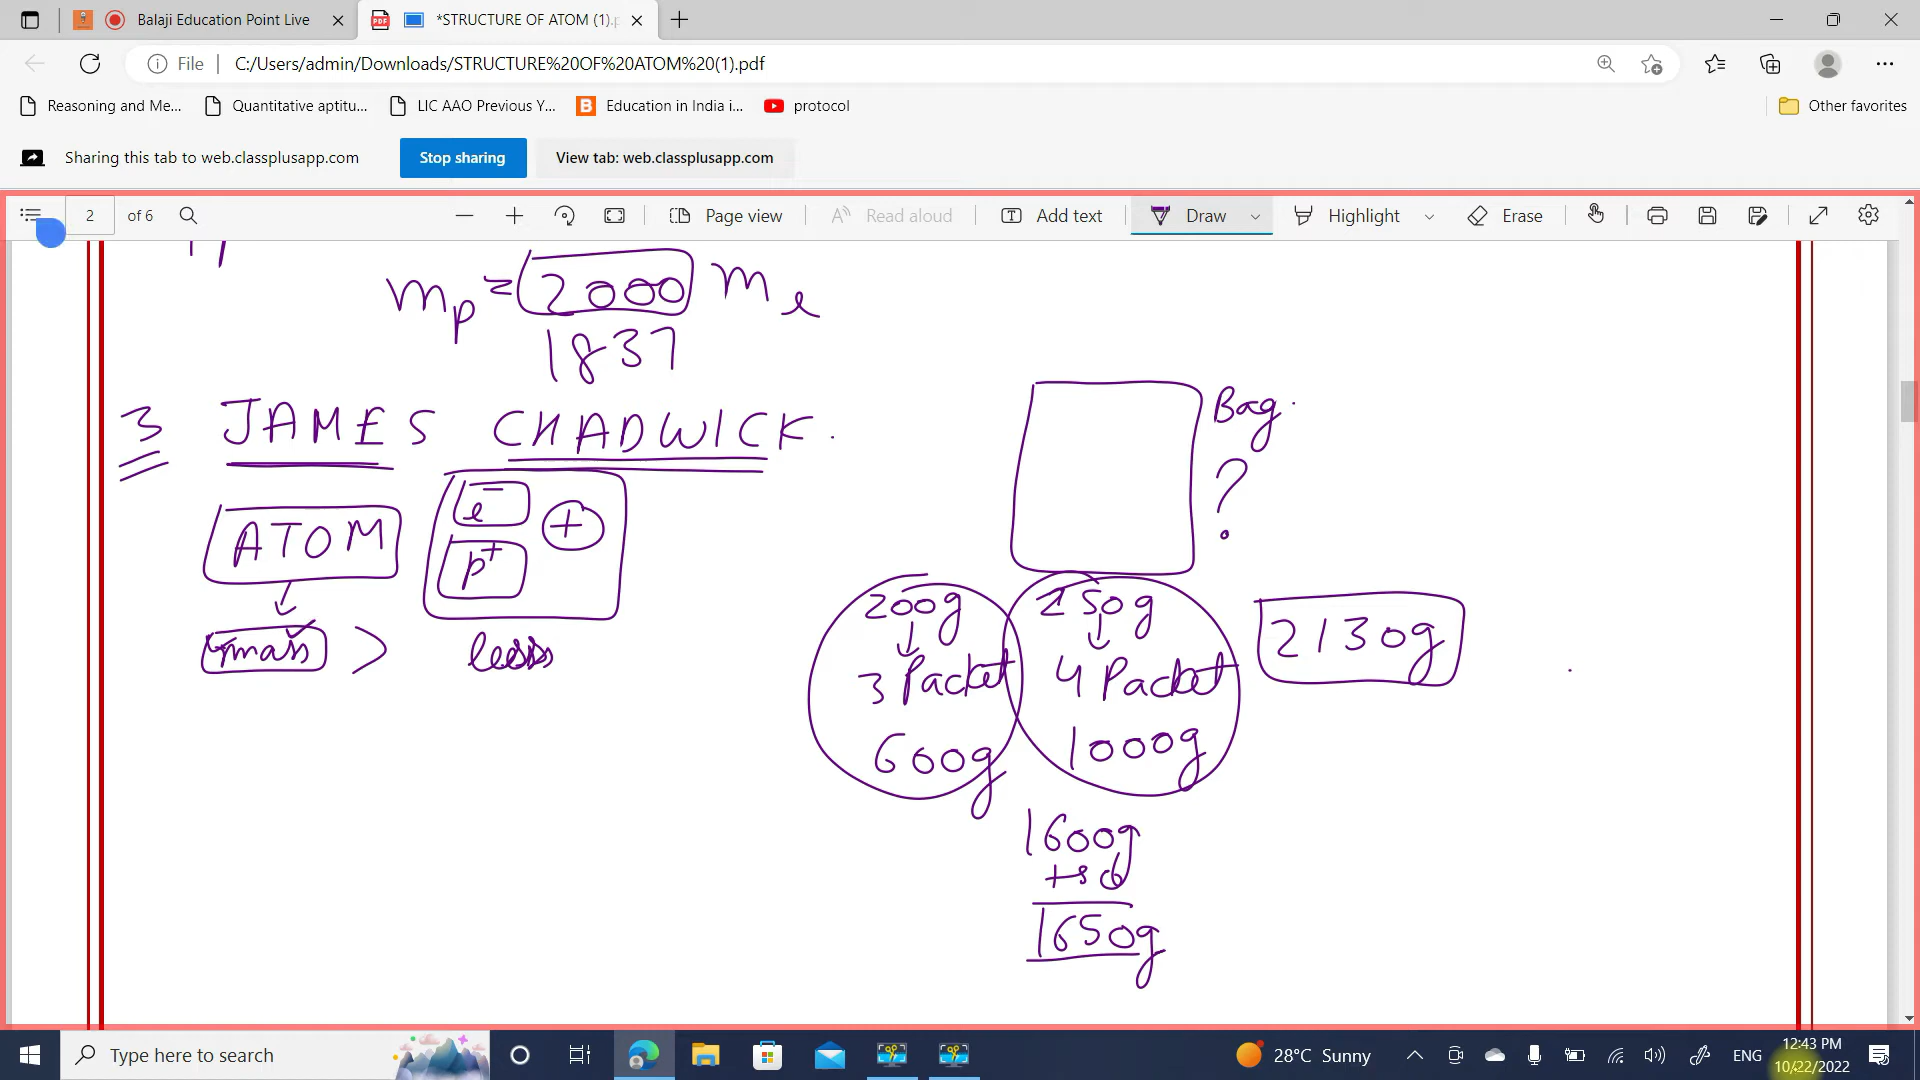 Balaji Education Point Live
*STRUCTURE OF ATOM (1).p
File
C:/Users/admin/Downloads/STRUCTURE%20OF%20ATOM%20(1).pdf
Reasoning and Me...
Quantitative aptitu...
LIC AAO Previous Y...
Education in India i...
protocol
Other favorites
Sharing this tab to web.classplusapp.com
Stop sharing
View tab: web.classplusapp.com
2 of 6
Page view
Read aloud
Add text
Draw
Highlight
Erase
mp = 2000 me
1837
3 JAMES CHADWICK.
Bag.
?
ATOM
e⁻ +
p⁺
mass > less
200g
3 Packet
600g
250g
4 Packet
1000g
2130g
1600g
+50
1650g
Type here to search
28°C Sunny
ENG
12:43 PM
10/22/2022